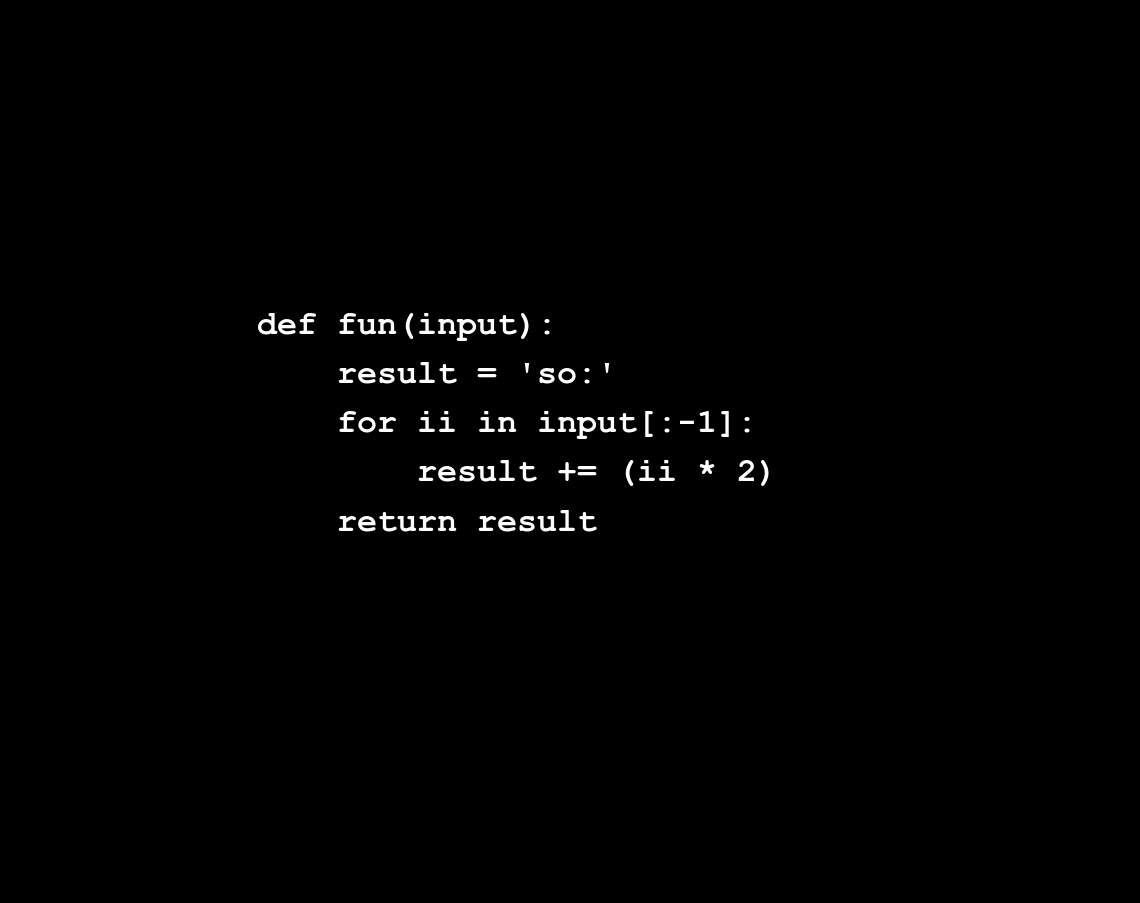 def fun(input):
    result = 'so:'
    for ii in input[:-1]:
        result += (ii * 2)
    return result